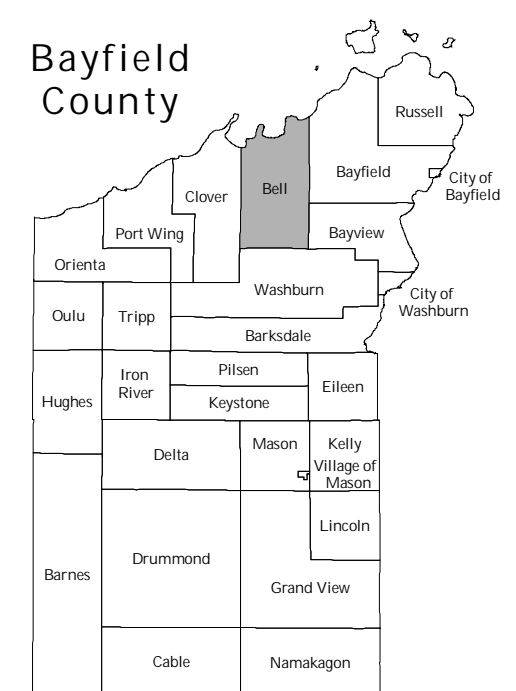 Bayfield
County
Russell
Bayfield
City of
Bayfield
Bell
Clover
Port Wing
Bayview
Orienta
Washburn
City of
Washburn
Oulu
Tripp
Barksdale
Pilsen
Iron
River
Eileen
Hughes
Keystone
Mason
Kelly
Delta
Village of
Mason
Lincoln
Drummond
Barnes
Grand View
Cable
Namakagon